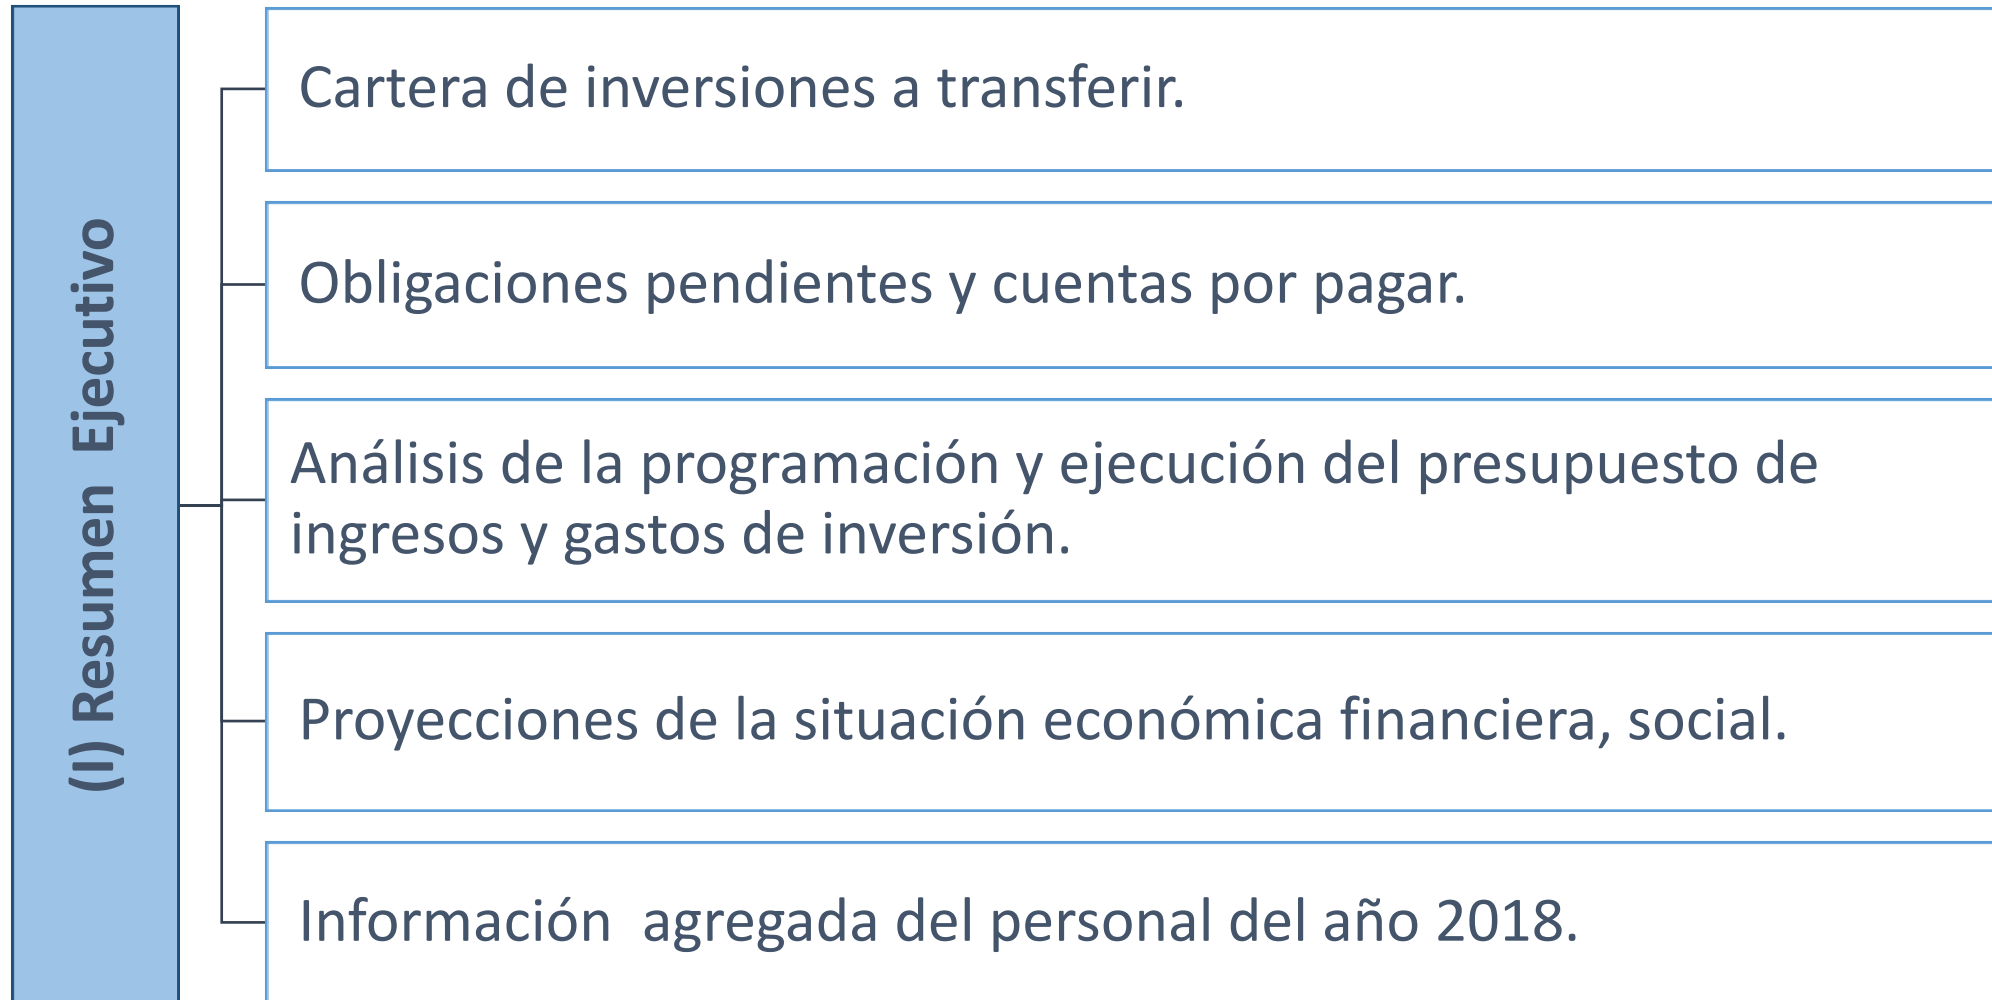 (I) Resumen  Ejecutivo
Cartera de inversiones a transferir.
Obligaciones pendientes y cuentas por pagar.
Análisis de la programación y ejecución del presupuesto de
ingresos y gastos de inversión.
Proyecciones de la situación económica financiera, social.
Información  agregada del personal del año 2018.